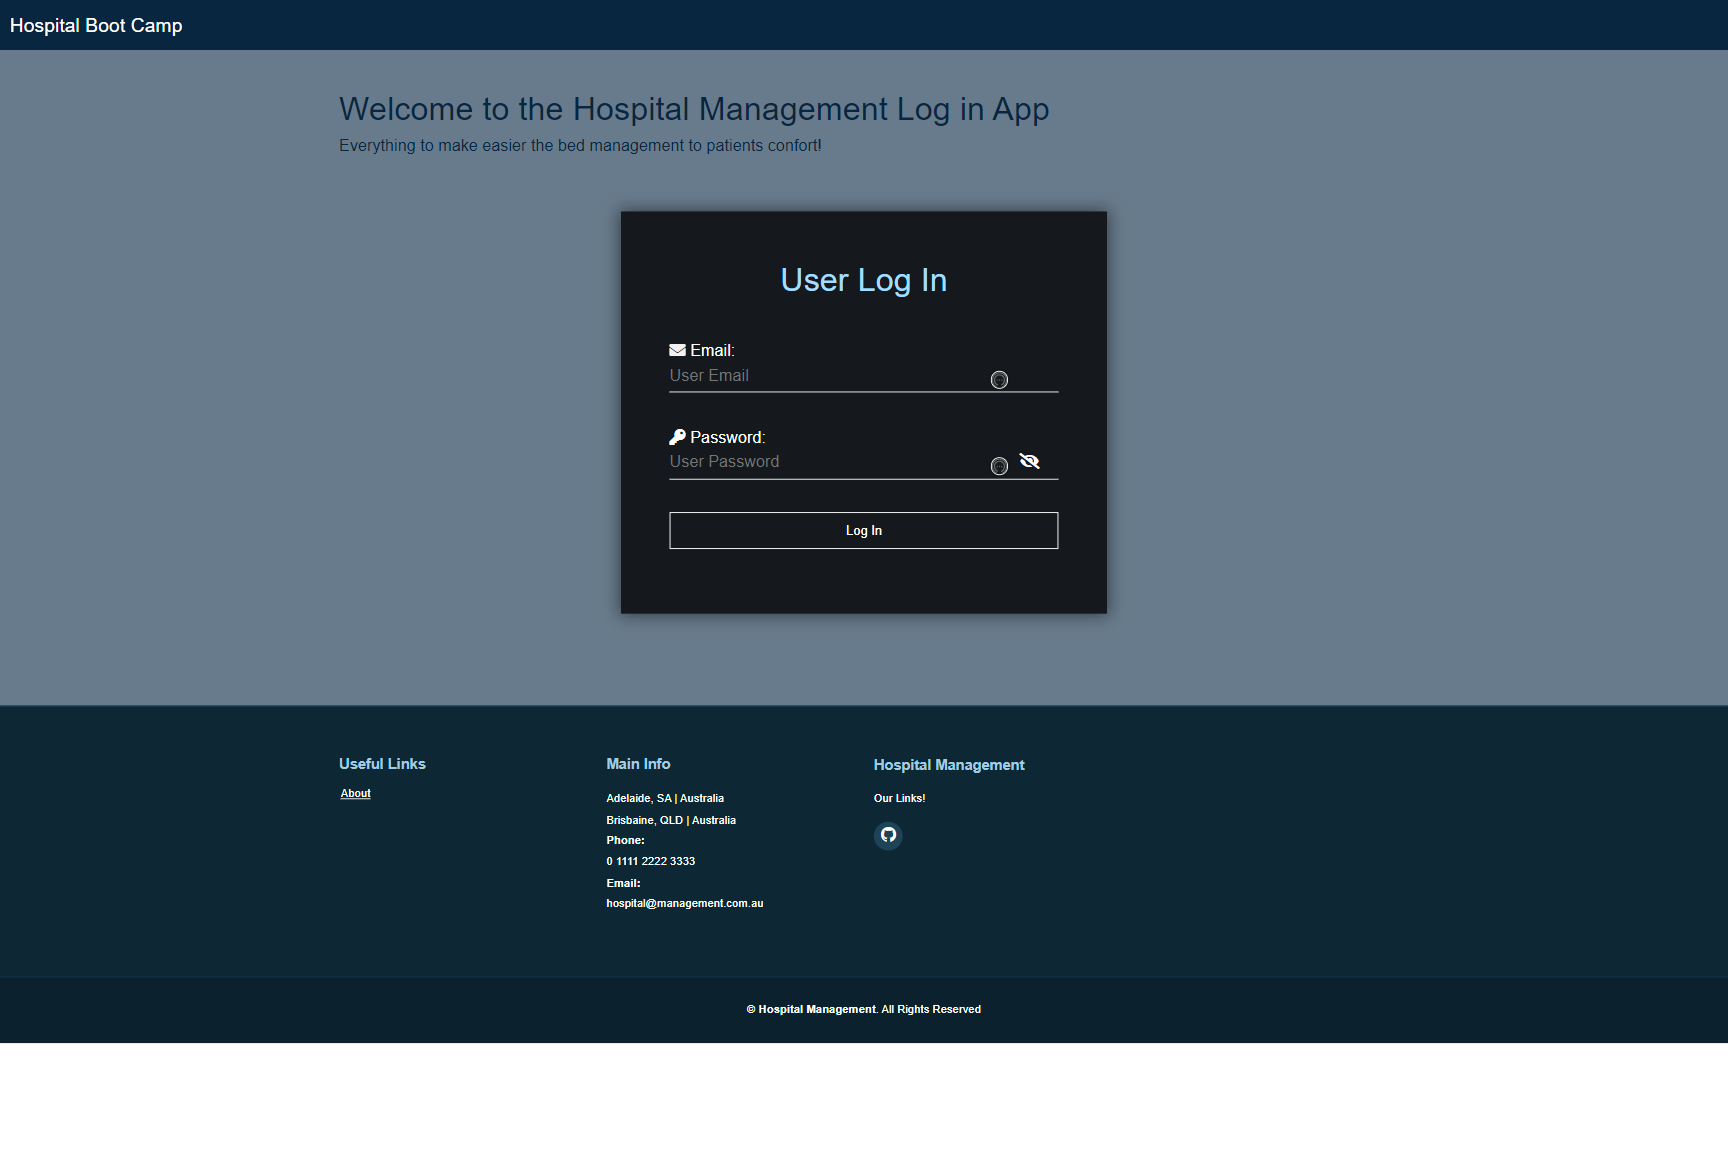 Hospital Boot Camp
Welcome to the Hospital Management Log in App
Everything to make easier the bed management to patients confort!
User Log In
Email:
User Email
Password:
User Password
Log In
Useful Links
About
Main Info
Adelaide, SA | Australia
Brisbaine, QLD | Australia
Phone:
0 1111 2222 3333
Email:
hospital@management.com.au
Hospital Management
Our Links!
© Hospital Management. All Rights Reserved